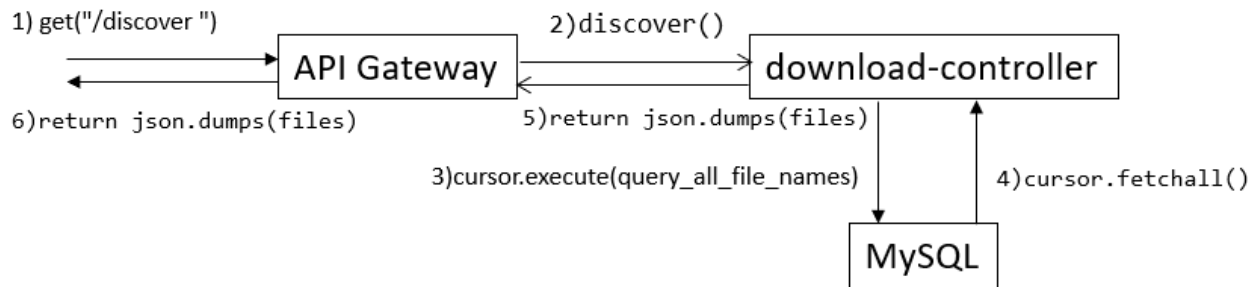 1) get("/discover ")
2)discover()
API Gateway
download-controller
6)return json.dumps(files)
5)return json.dumps(files)
3)cursor.execute(query_all_file_names)
4)cursor.fetchall()
MySQL